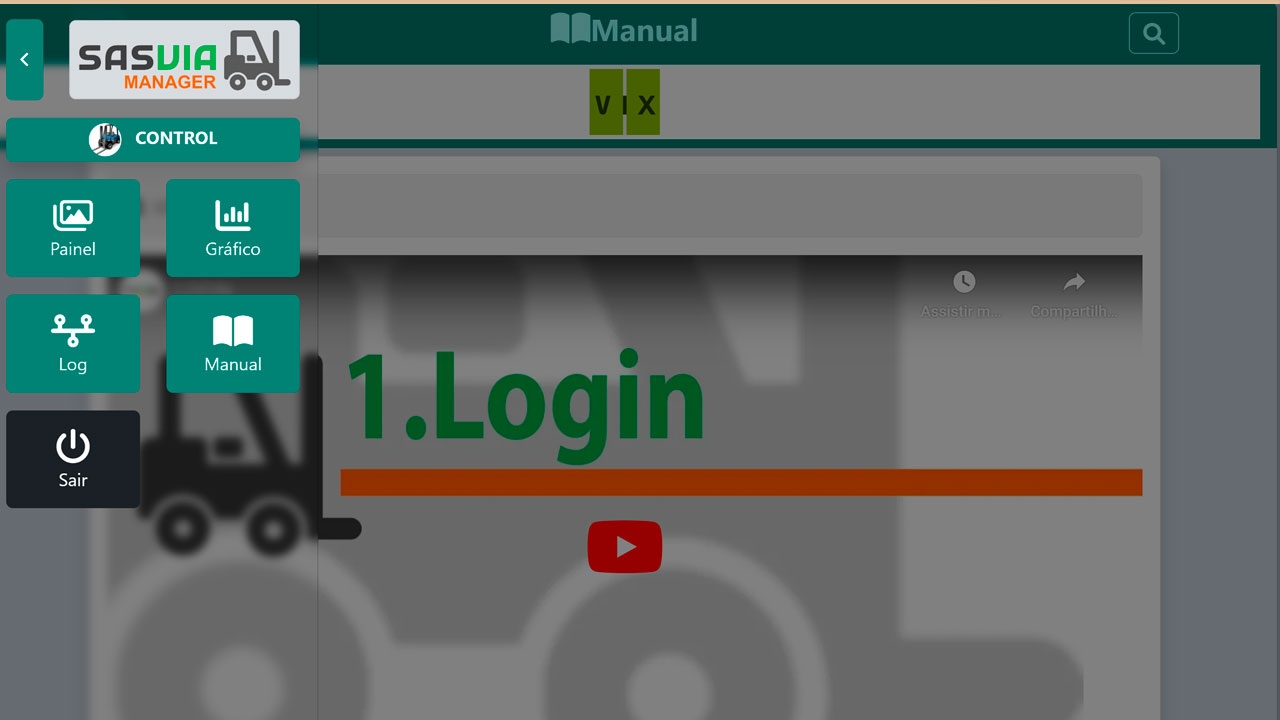 SASVIA
MANAGER
CONTROL
Painel
Gráfico
Log
Manual
Sair
Manual
V I X
Assistir m...
Compartilh...
1.Login